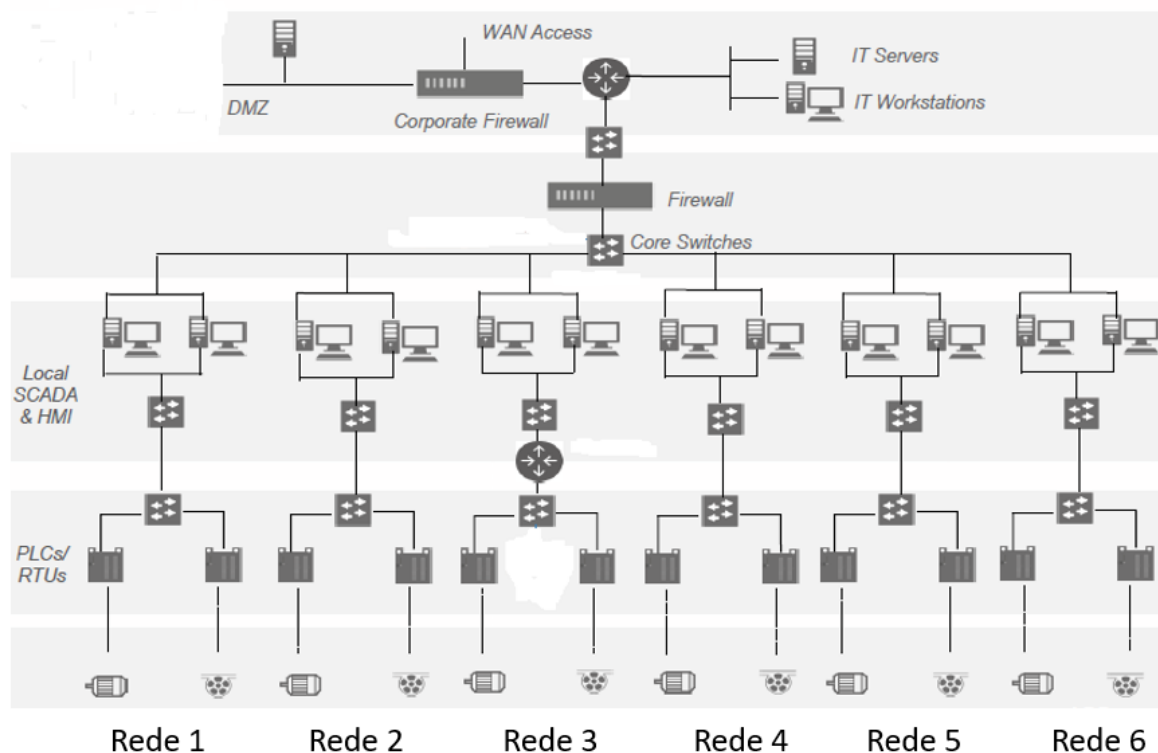 WAN Access
IT Servers
DMZ
IT Workstations
Corporate Firewall
Firewall
Core Switches
Local
SCADA
& HMI
PLCs/
RTUs
Rede 1
Rede 2
Rede 3
Rede 4
Rede 5
Rede 6